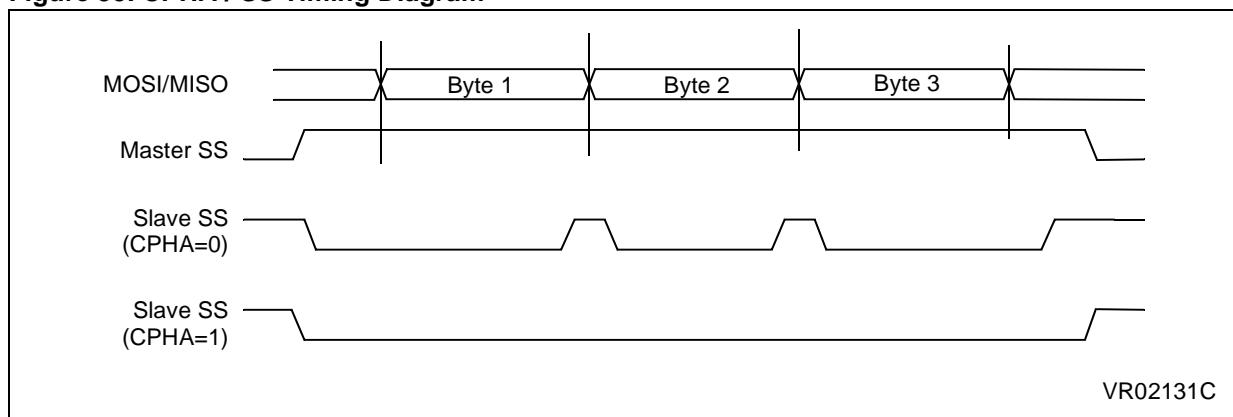 MOSI/MISO
Byte 1
Byte 2
Byte 3
Master SS
Slave SS
(CPHA=0)
Slave SS
(CPHA=1)
VR02131C